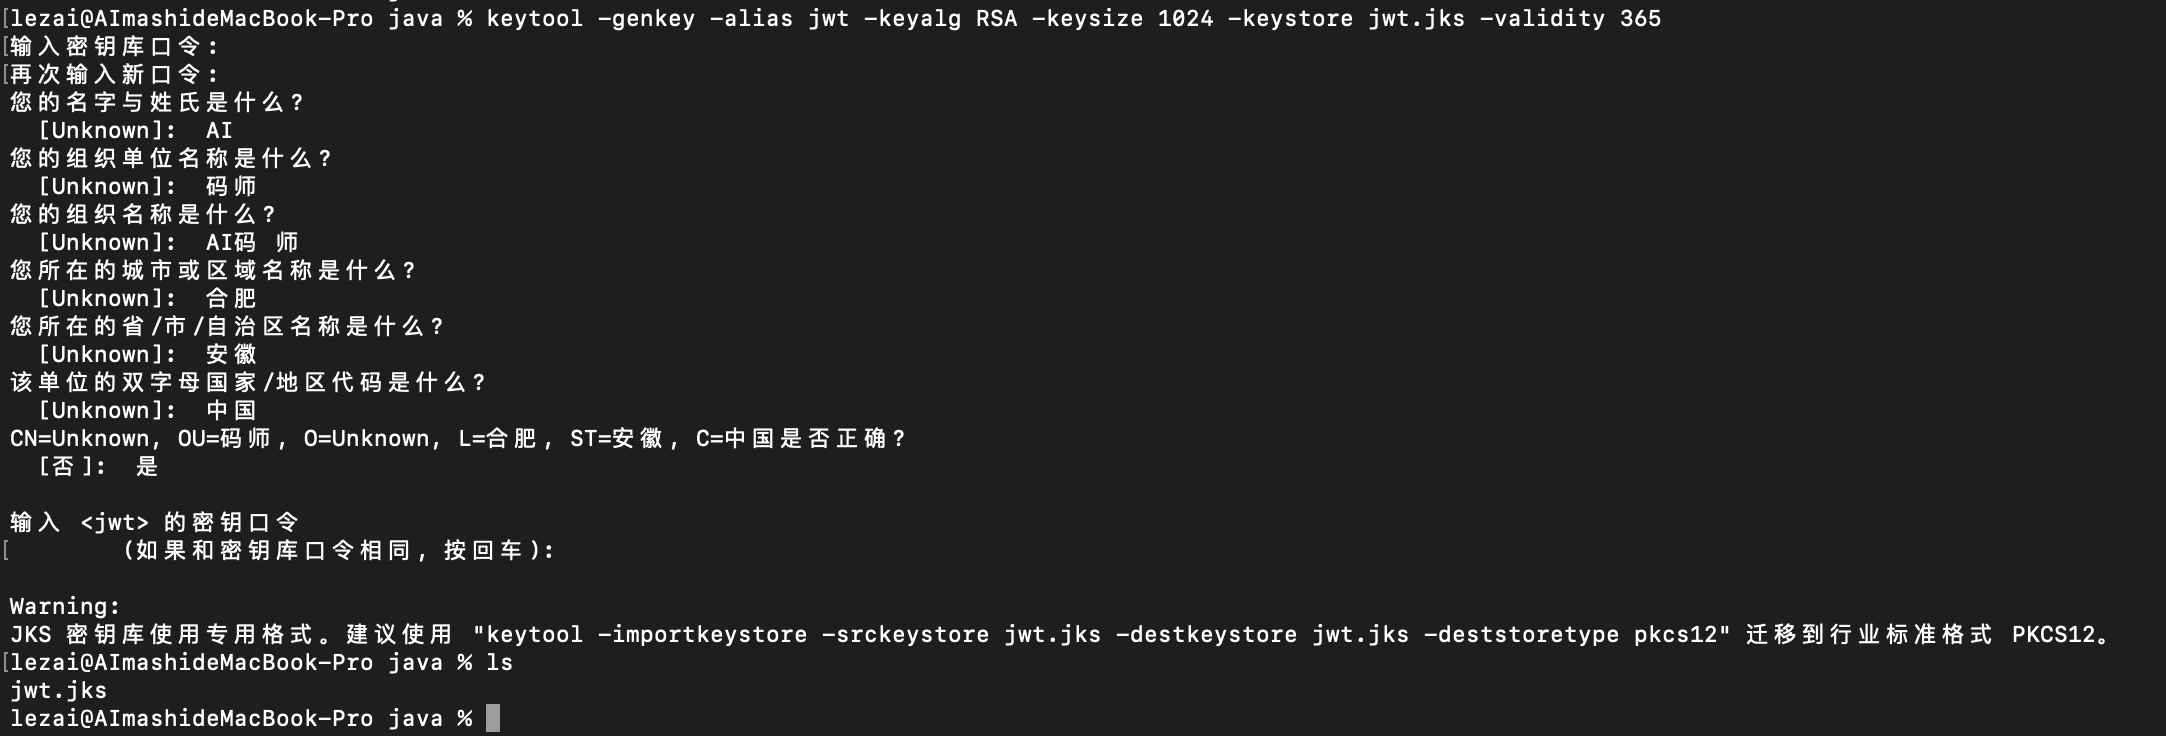 lezai@AImashideMacBook-Pro java % keytool -genkey -alias jwt -keyalg RSA -keysize 1024 -keystore jwt.jks -validity 365
输入密钥库口令:
再次输入新口令:
您的名字与姓氏是什么?
[Unknown]: AI
您的组织单位名称是什么?
[Unknown]: 码师
您的组织名称是什么?
[Unknown]: AI码 师
您所在的城市或区域名称是什么?
[Unknown]: 合肥
您所在的省/市/自治区名称是什么?
[Unknown]: 安徽
该单位的双字母国家/地区代码是什么?
[Unknown]: 中国
CN=Unknown, OU=码师, O=Unknown, L=合肥, ST=安徽, C=中国是否正确?
[否]: 是
输入 <jwt> 的密钥口令
(如果和密钥库口令相同, 按回车):
Warning:
JKS 密钥库使用专用格式。建议使用 "keytool -importkeystore -srckeystore jwt.jks -destkeystore jwt.jks -deststoretype pkcs12" 迁移到行业标准格式 PKCS12。
lezai@AImashideMacBook-Pro java % ls
jwt.jks
lezai@AImashideMacBook-Pro java %